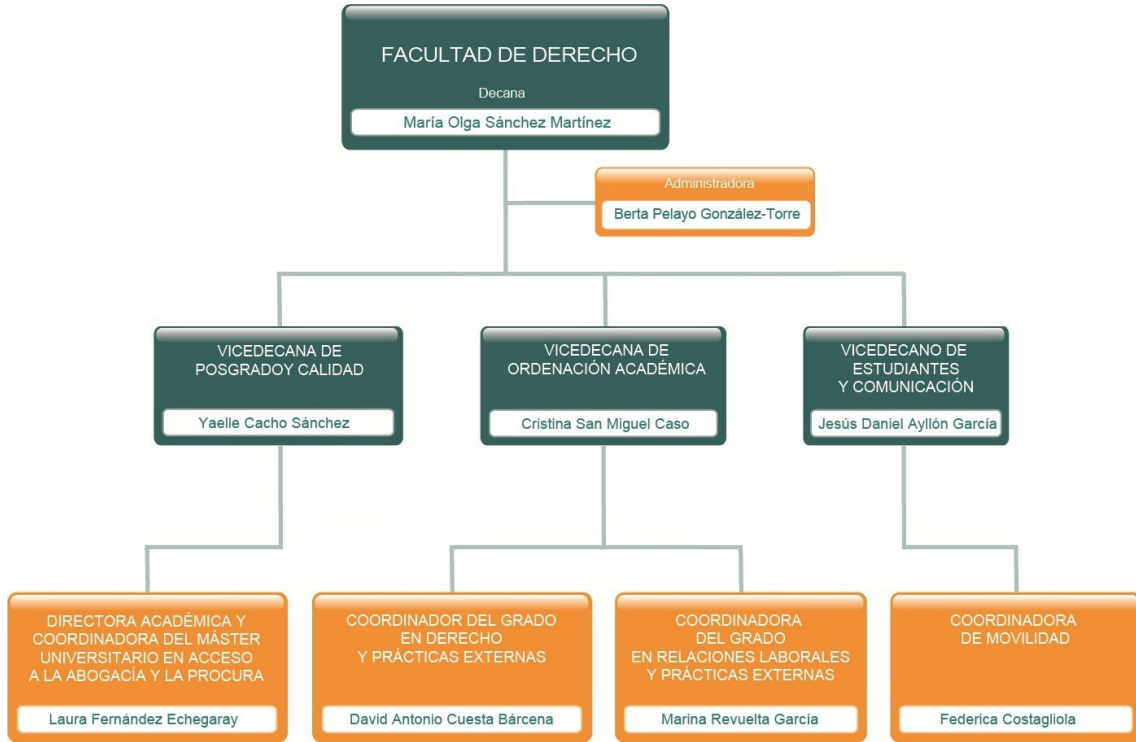 FACULTAD DE DERECHO
Decana
María Olga Sánchez Martínez
Administradora
Berta Pelayo González-Torre
VICEDECANA DE
POSGRADOY CALIDAD
Yaelle Cacho Sánchez
VICEDECANA DE
ORDENACIÓN ACADÉMICA
Cristina San Miguel Caso
VICEDECANO DE
ESTUDIANTES
Y COMUNICACIÓN
Jesús Daniel Ayllón García
DIRECTORA ACADÉMICA Y
COORDINADORA DEL MÁSTER
UNIVERSITARIO EN ACCESO
A LA ABOGACÍA Y LA PROCURA
Laura Fernández Echegaray
COORDINADOR DEL GRADO
EN DERECHO
Y PRÁCTICAS EXTERNAS
David Antonio Cuesta Bárcena
COORDINADORA
DEL GRADO
EN RELACIONES LABORALES
Y PRÁCTICAS EXTERNAS
Marina Revuelta García
COORDINADORA
DE MOVILIDAD
Federica Costagliola